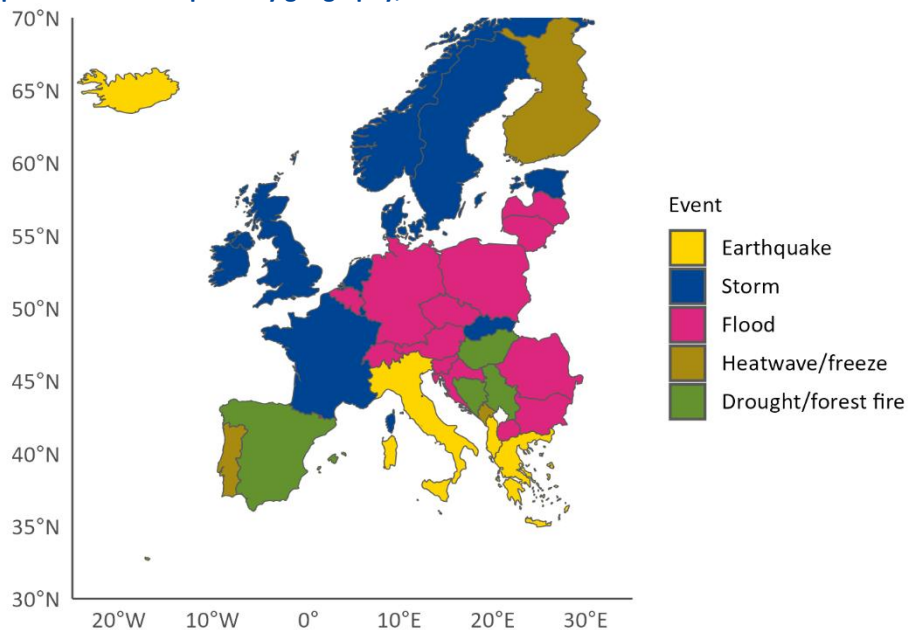 70°N
65°N
60°N
55°N
50°N
45°N
40°N
35°N
30°N
20°W 10°W 0° 10°E 20°E 30°E
Event
Earthquake
Storm
Flood
Heatwave/freeze
Drought/forest fire